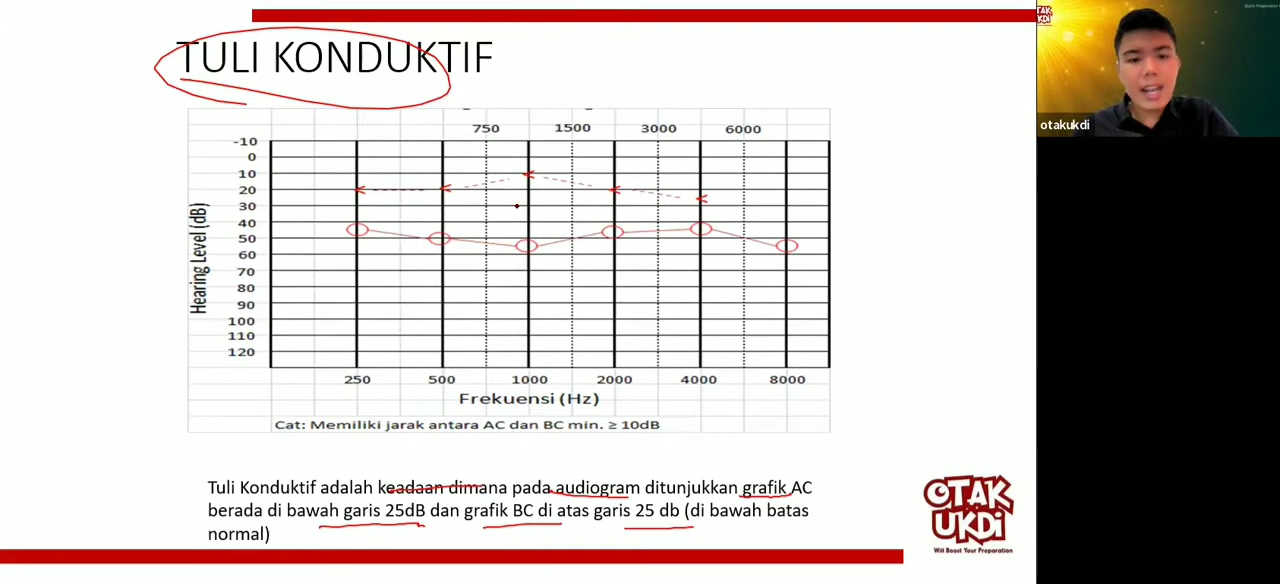 TULI KONDUKTIF
750 1500 3000 6000
-10
0
10
20
30
40
50
60
70
80
90
100
110
120
Hearing Level (dB)
250 500 1000 2000 4000 8000
Frekuensi (Hz)
Cat: Memiliki jarak antara AC dan BC min. ≥ 10dB
Tuli Konduktif adalah keadaan dimana pada audiogram ditunjukkan grafik AC
berada di bawah garis 25dB dan grafik BC di atas garis 25 db (di bawah batas
normal)
OTAK
UKDI
Will Boost Your Preparation
otakukdi